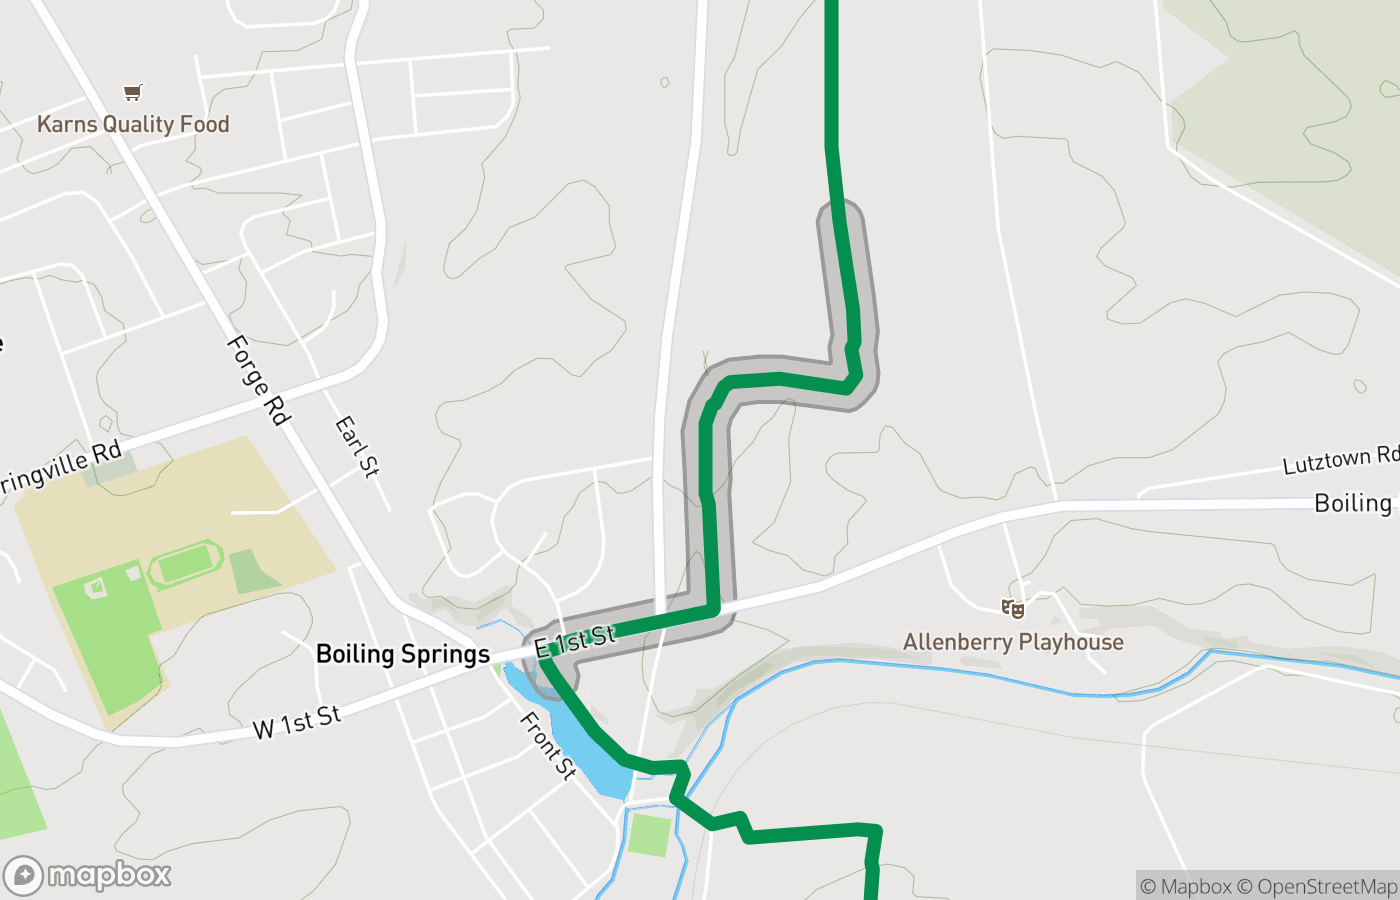 Karns Quality Food
Forge Rd
Earl St
ringville Rd
Lutztown Rd
Boiling
E 1st St
Boiling Springs
Allenberry Playhouse
W 1st St
Front St
e
mapbox
© Mapbox © OpenStreetMap